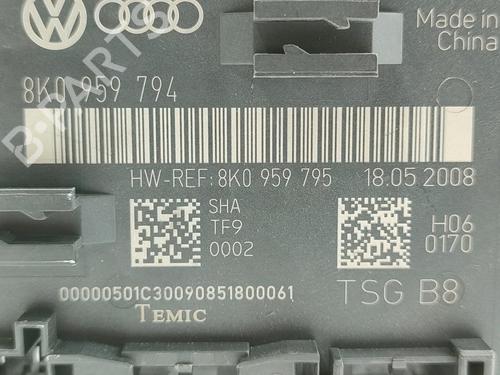 Made in
China
8K0 959 794
B-PARTS
HW-REF: 8K0 959 795 18.05 2008
SHA
TF9
0002
H06
0170
00000501C30090851800061
TSG B8
TEMIC